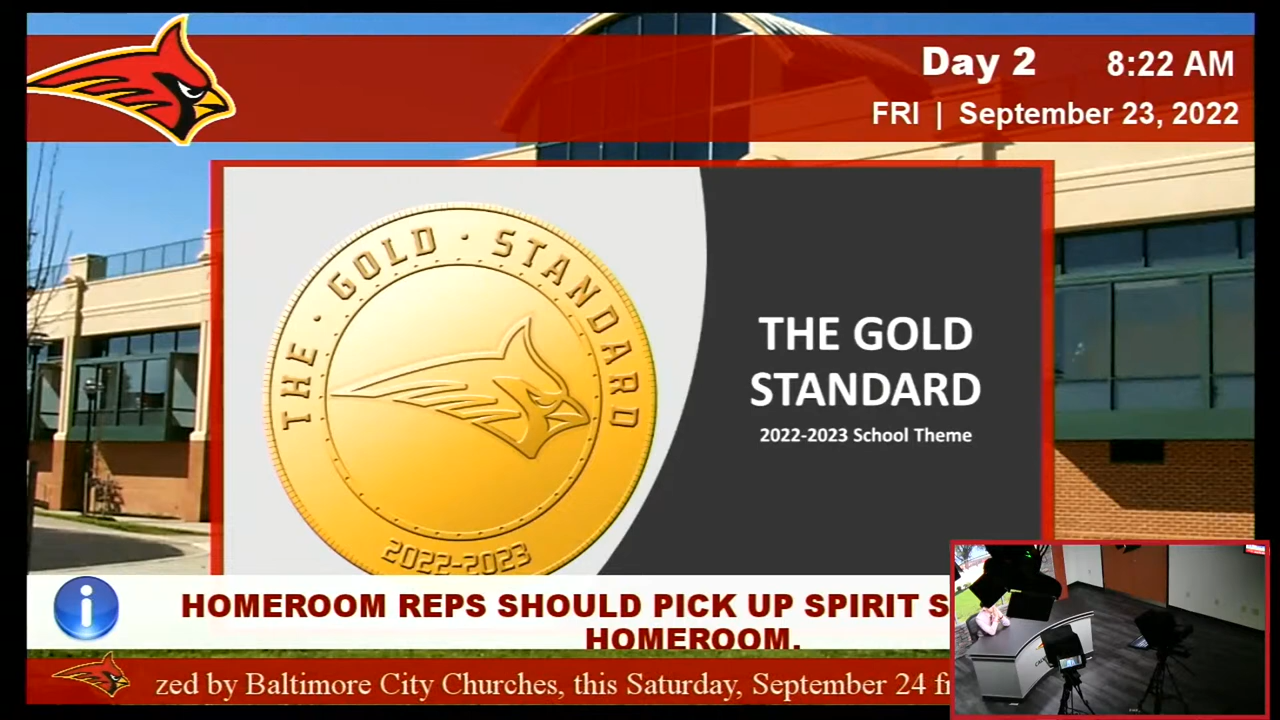 Day 2
8:22 AM
FRI | September 23, 2022
THE · GOLD · STANDARD
2022-2023
THE GOLD
STANDARD
2022-2023 School Theme
HOMEROOM REPS SHOULD PICK UP SPIRIT S
HOMEROOM.
zed by Baltimore City Churches, this Saturday, September 24 f